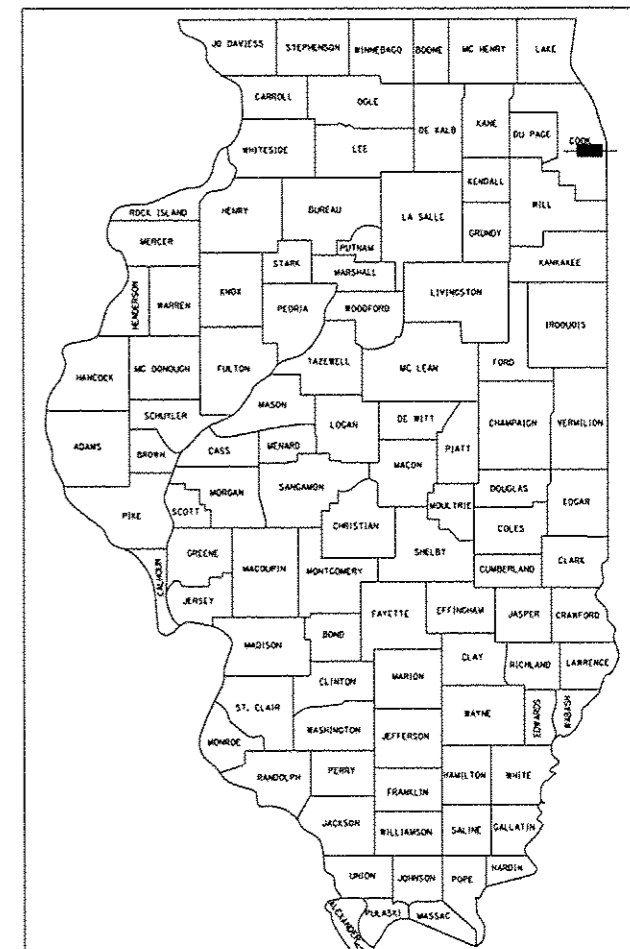 JO DAVIESS STEPHENSON WINNEBAGO BOONE MC HENRY LAKE
CARROLL OGLE DE KALB KANE DU PAGE COOK
WHITESIDE LEE KENDALL WILL
ROCK ISLAND HENRY BUREAU LA SALLE GRUNDY
MERCER PUTNAM KANKAKEE
STARK MARSHALL
HENDERSON WARREN KNOX PEORIA WOODFORD LIVINGSTON IROQUOIS
HANCOCK MC DONOUGH FULTON TAZEWELL MC LEAN FORD
SCHUYLER MASON LOGAN DE WITT CHAMPAIGN VERMILION
ADAMS BROWN CASS MENARD MACON PIATT
PIKE SCOTT MORGAN SANGAMON CHRISTIAN MOULTRIE DOUGLAS EDGAR
COLES
CALHOUN GREENE MACOUPIN MONTGOMERY SHELBY CUMBERLAND CLARK
JERSEY FAYETTE EFFINGHAM JASPER CRAWFORD
MADISON BOND CLAY RICHLAND LAWRENCE
CLINTON MARION
ST. CLAIR WAYNE EDWARDS WABASH
MONROE WASHINGTON JEFFERSON
RANDOLPH PERRY HAMILTON WHITE
FRANKLIN
JACKSON WILLIAMSON SALINE GALLATIN
UNION JOHNSON POPE HARDIN
ALEXANDER PULASKI MASSAC